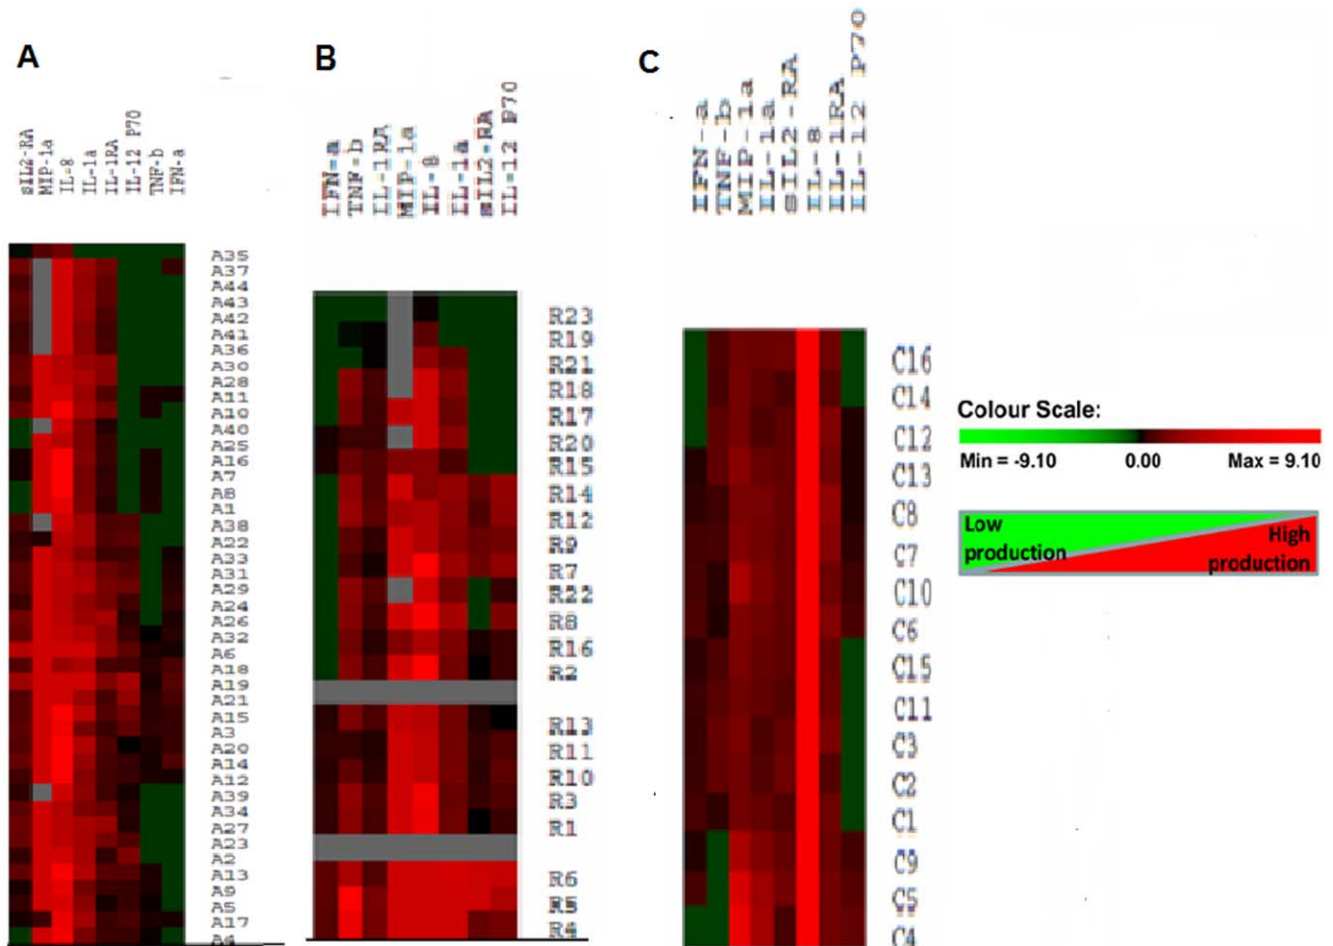 A
B
C
sIL2-RA
MIP-1a
IL-8
IL-1a
IL-1RA
IL-12 P70
TNF-b
IFN-a
IFN-a
TNF-b
IL-1RA
MIP-1a
IL-8
IL-1a
sIL2-RA
IL-12 P70
IFN-a
TNF-b
MIP-1a
IL-1a
sIL2-RA
IL-8
IL-1RA
IL-12 P70
A35
A37
A44
A43
A42
A41
A36
A30
A28
A11
A10
A40
A25
A16
A7
A8
A1
A38
A22
A33
A31
A29
A24
A26
A32
A6
A18
A19
A21
A15
A3
A20
A14
A12
A39
A34
A27
A23
A2
A13
A9
A5
A17
A4
R23
R19
R21
R18
R17
R20
R15
R14
R12
R9
R7
R22
R8
R16
R2
R13
R11
R10
R3
R1
R6
R5
R4
C16
C14
C12
C13
C8
C7
C10
C6
C15
C11
C3
C2
C1
C9
C5
C4
Colour Scale:
Min = -9.10 0.00 Max = 9.10
Low
production
High
production